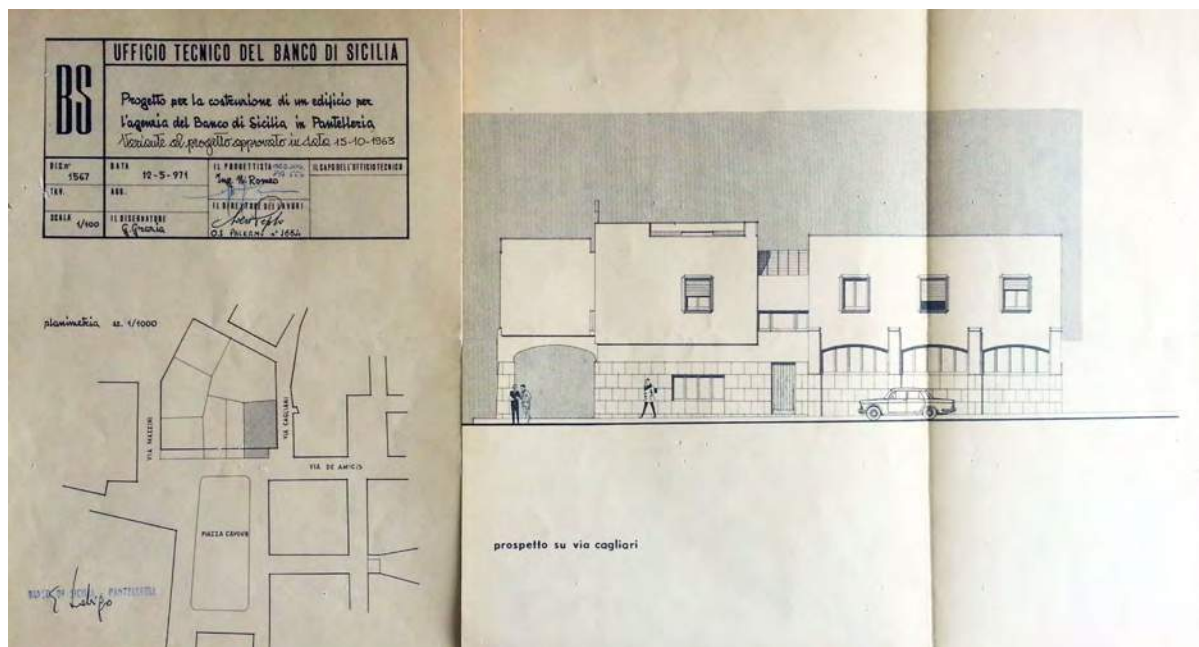 BS
UFFICIO TECNICO DEL BANCO DI SICILIA
Progetto per la costruzione di un edificio per
l'agenzia del Banco di Sicilia in Pantelleria
Variante al progetto approvato in data 15-10-1963
DIS. n°
1567
DATA
12-5-971
IL PROGETTISTA
Ing. Romeo
IL CAPO DELL'UFFICIO TECNICO
TAV.
AGG.
IL DIRETTORE DEI LAVORI
SCALA 1/100
IL DISEGNATORE
O.S. PALERMO n°
planimetria sc. 1/1000
VIA MAZZINI
VIA CAGLIARI
VIA DE AMICIS
PIAZZA CAVOUR
BANCO DI SICILIA PANTELLERIA
prospetto su via cagliari